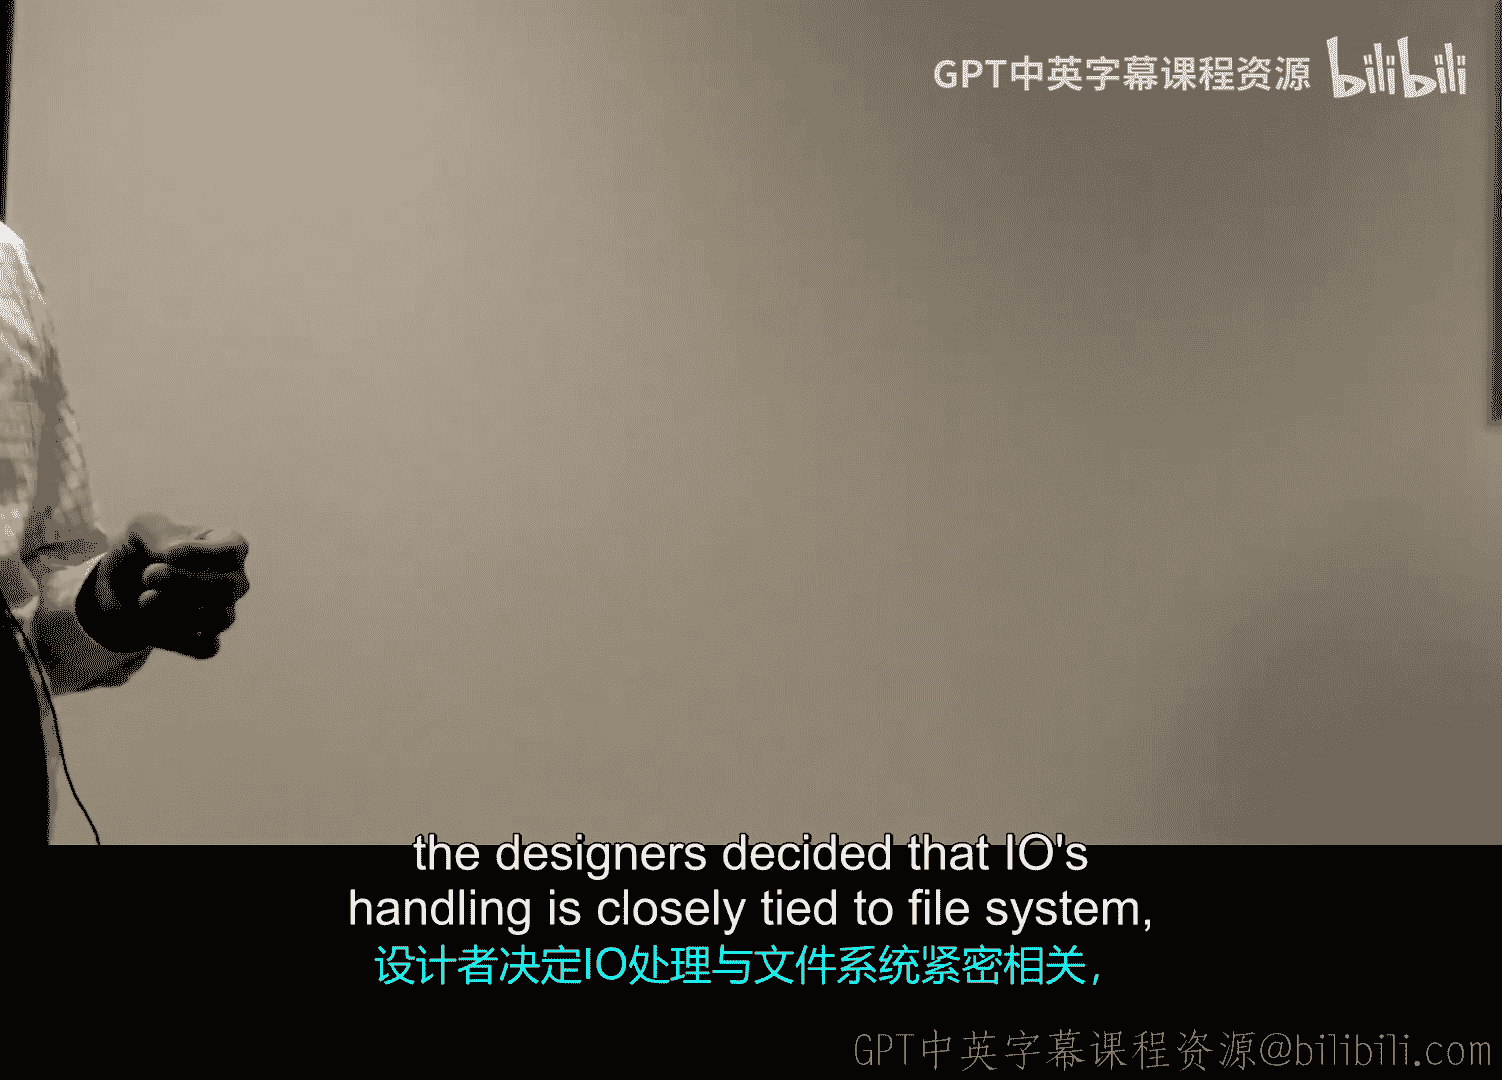 GPT中英字幕课程资源 bilibili
the designers decided that IO's
handling is closely tied to file system,
设计者决定IO处理与文件系统紧密相关，
GPT中英字幕课程资源@bilibili.com